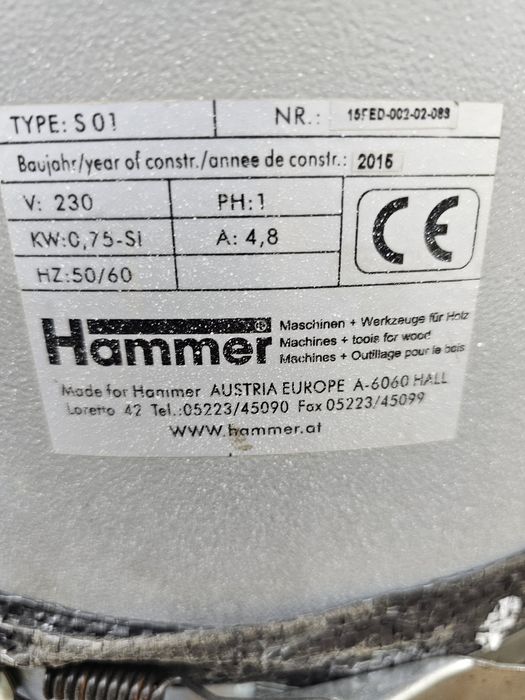 TYPE: S 01 NR.: 15FED-002-02-089
Baujahr/year of constr./annee de constr.: 2015
V: 230 PH: 1
KW:0,75-S1 A: 4,8
HZ:50/60
CE
Hammer® Maschinen + Werkzeuge für Holz
Machines + tools for wood
Machines + Outillage pour le bois
Made for Hammer AUSTRIA EUROPE A-6060 HALL
Loretto 42 Tel.:05223/45090 Fax 05223/45099
www.hammer.at